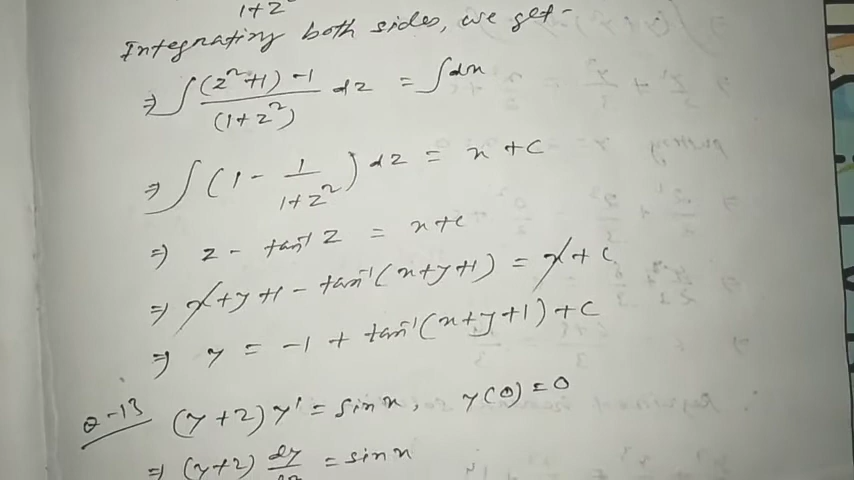 1+z²
Integrating both sides, we get-
⇒ ∫ (z²+1)-1 / (1+z²) dz = ∫dx
⇒ ∫ (1 - 1/(1+z²)) dz = x + c
⇒ z - tan⁻¹ z = x+c
⇒ x+y+1 - tan⁻¹(x+y+1) = x + c
⇒ y = -1 + tan⁻¹(x+y+1) + c
Q-13 (y+2) y' = sin x, y(0) = 0
⇒ (y+2) dy/dx = sin x